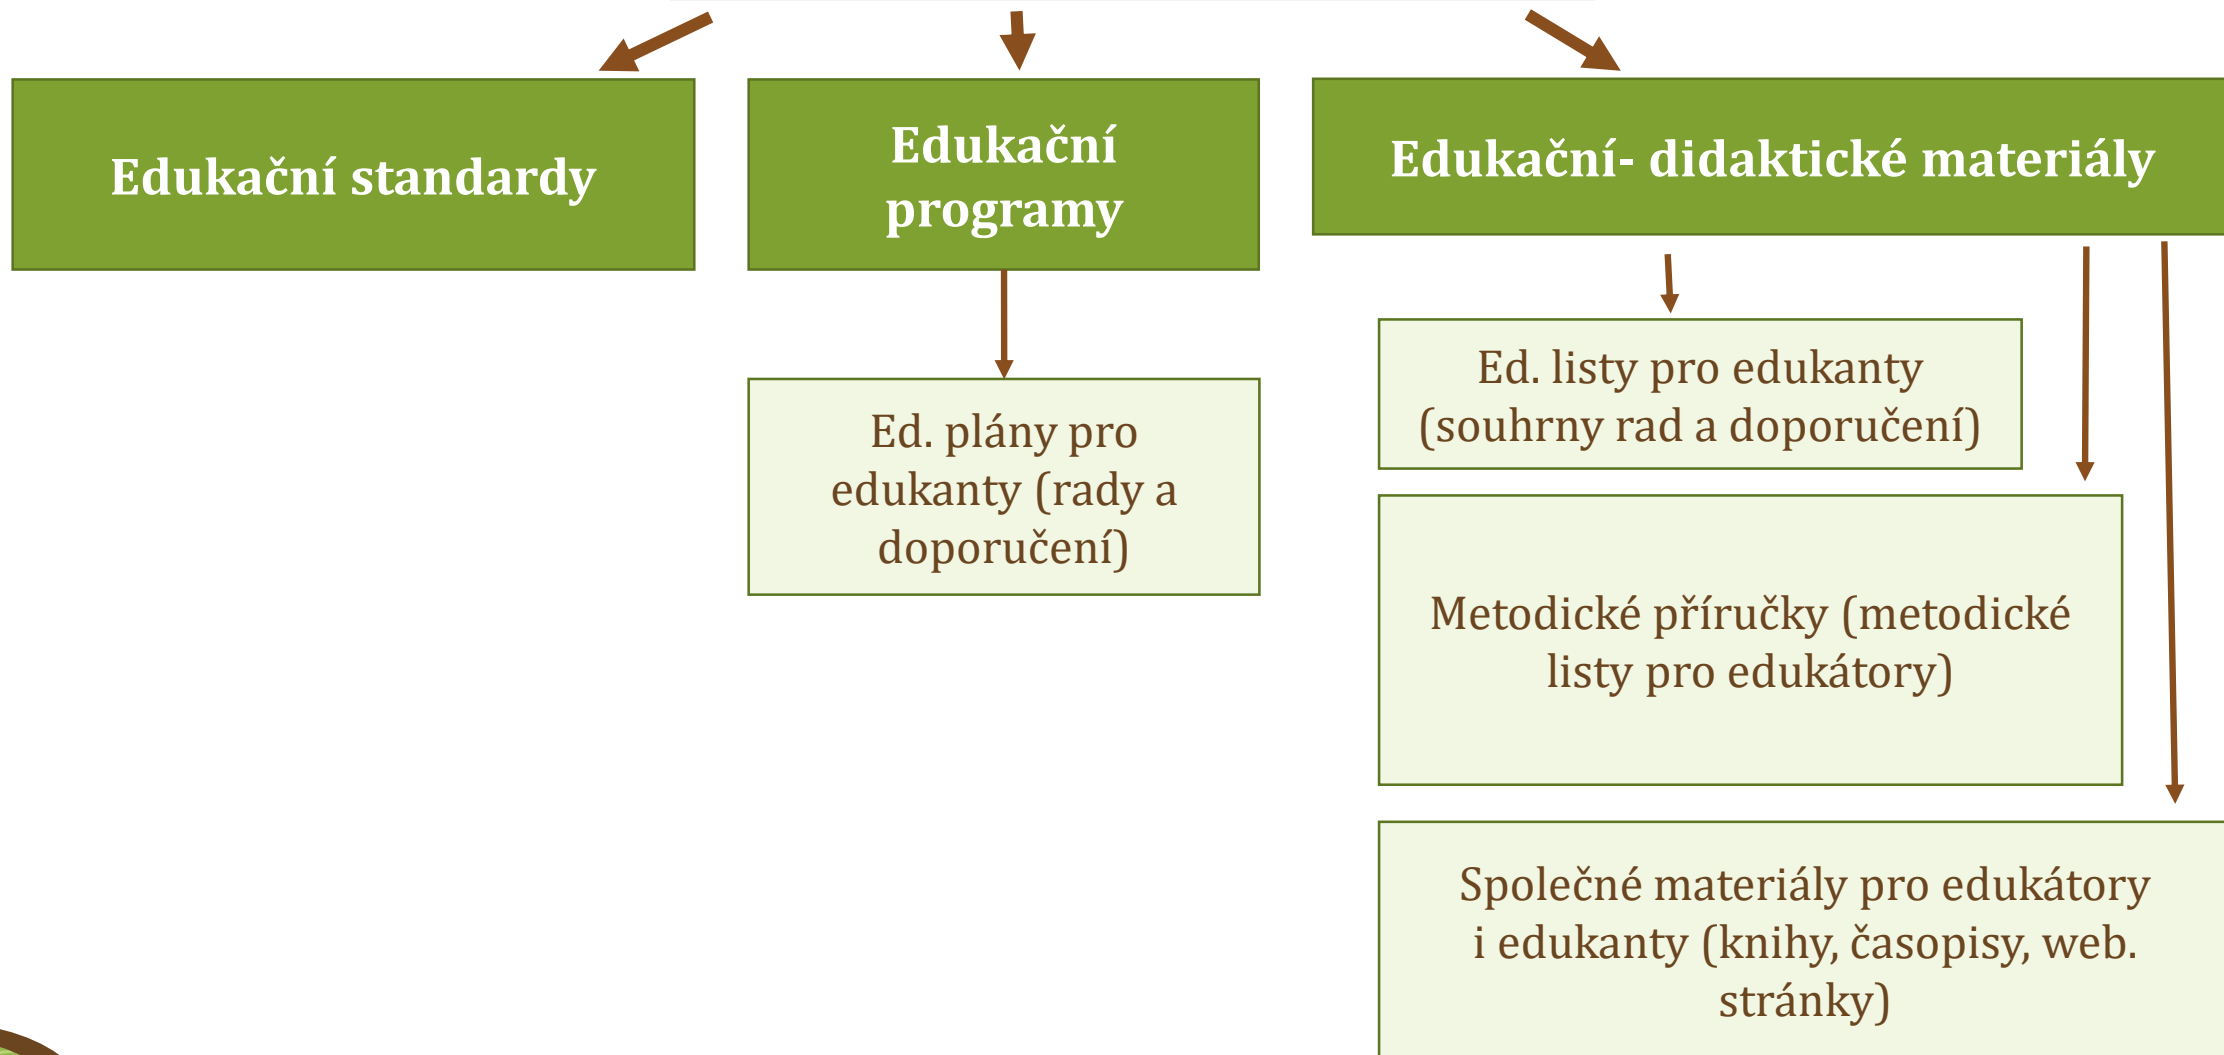 Edukační standardy
Edukační
programy
Edukační- didaktické materiály
Ed. plány pro
edukanty (rady a
doporučení)
Ed. listy pro edukanty
(souhrny rad a doporučení)
Metodické příručky (metodické
listy pro edukátory)
Společné materiály pro edukátory
i edukanty (knihy, časopisy, web.
stránky)